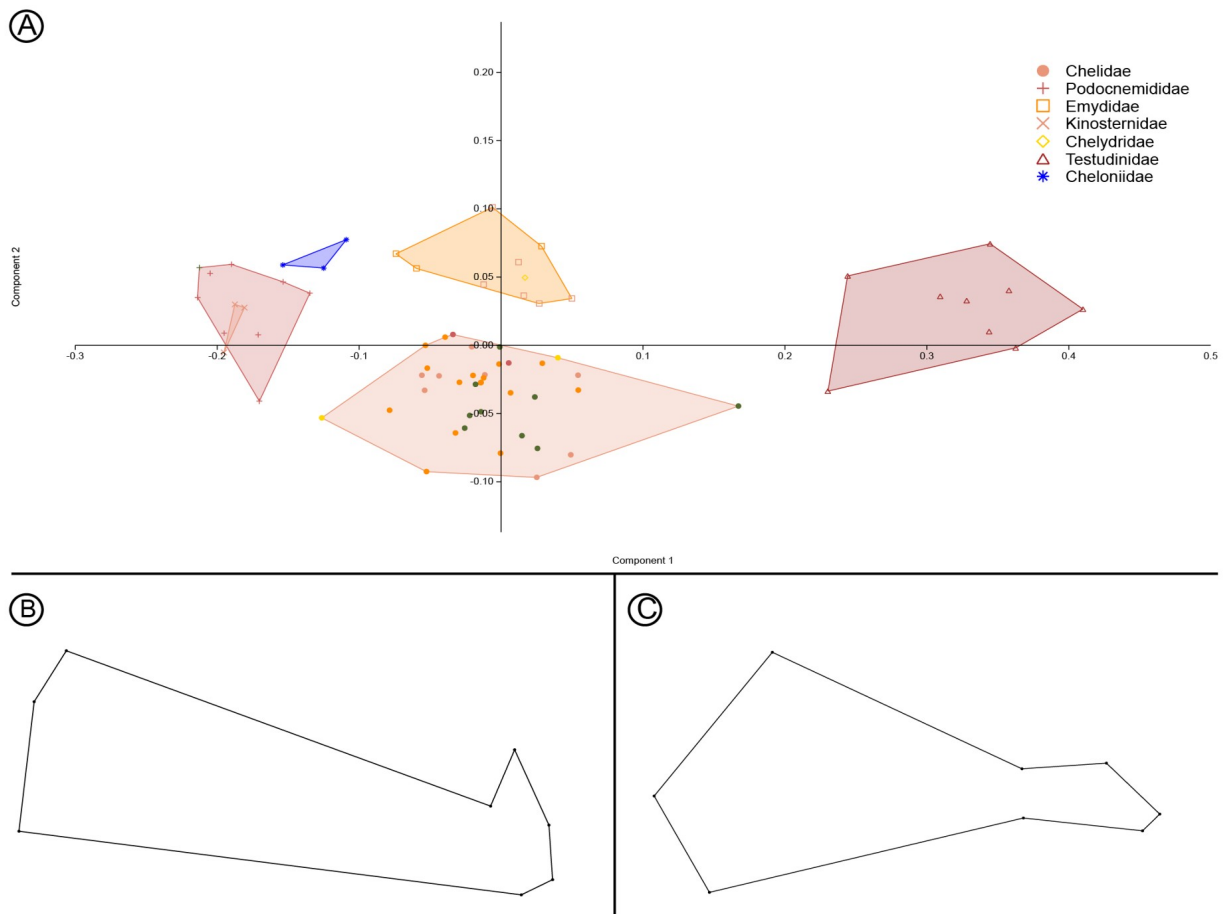 A
Component 2
0.20
0.15
0.10
0.05
0.00
-0.05
-0.10
-0.3
-0.2
-0.1
0.1
0.2
0.3
0.4
0.5
Component 1
Chelidae
Podocnemididae
Emydidae
Kinosternidae
Chelydridae
Testudinidae
Cheloniidae
B
C